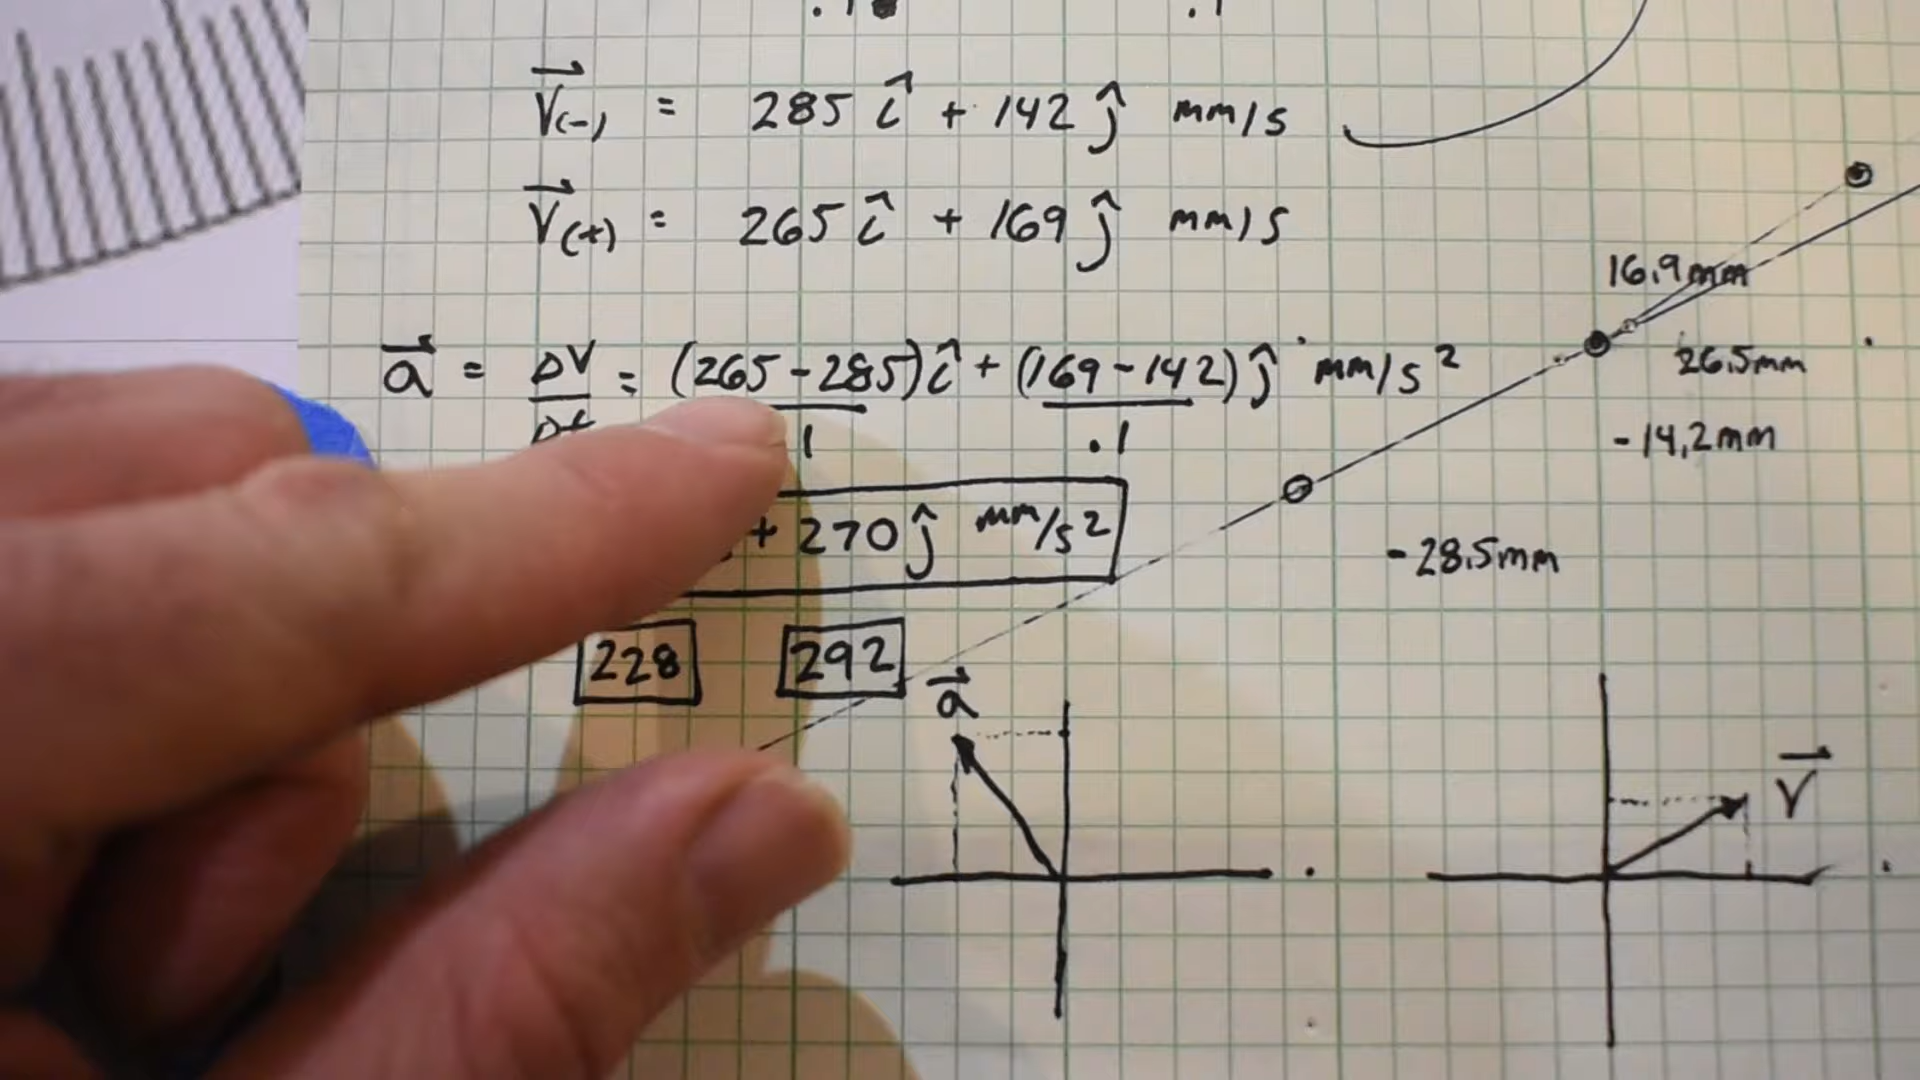 V(-) = 285 î + 142 ĵ mm/s
V(+) = 265 î + 169 ĵ mm/s
16.9mm
a = ΔV = (265-285)î + (169-142)ĵ mm/s²
26.5mm
Δt 1 .1
-14.2mm
+ 270 ĵ mm/s²
-28.5mm
228 292
a
V